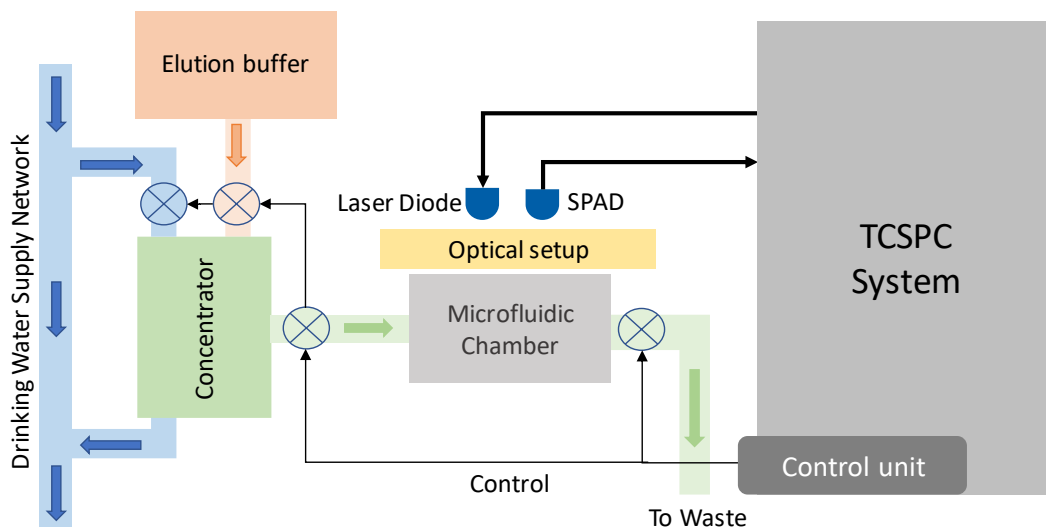 Elution buffer
Drinking Water Supply Network
Laser Diode
SPAD
TCSPC
System
Optical setup
Concentrator
Microfluidic
Chamber
Control unit
Control
To Waste